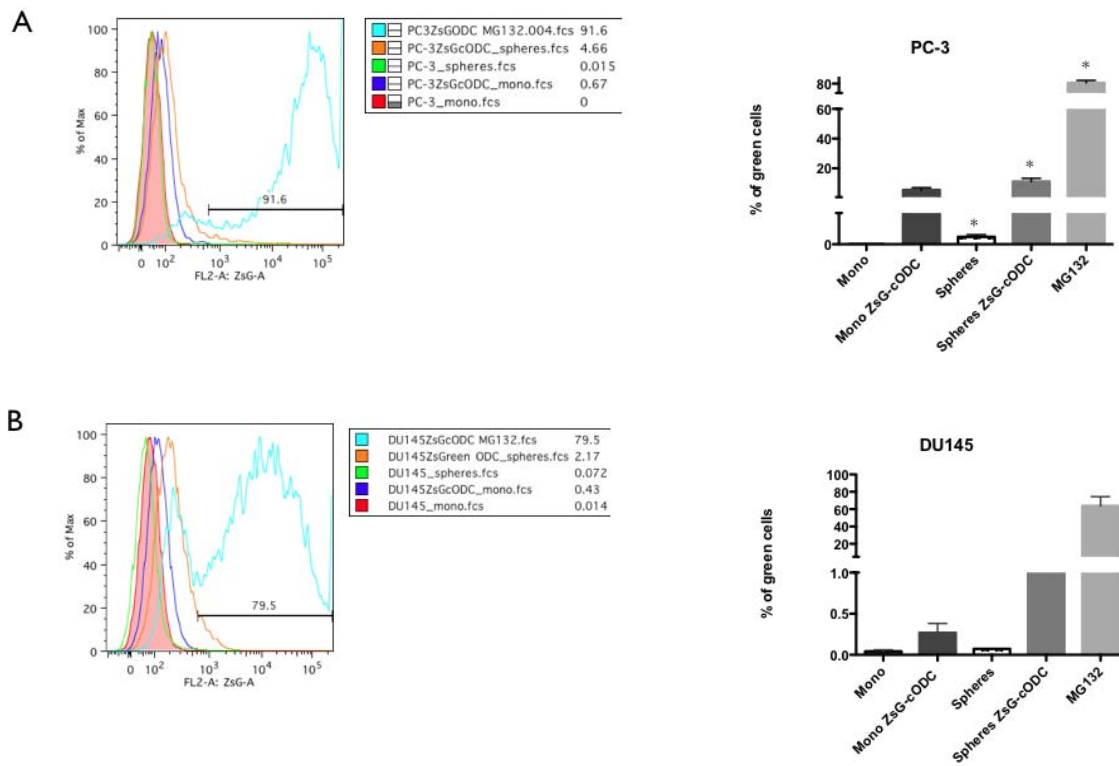 A
% of Max
100
80
60
40
20
0
91.6
0 10² 10³ 10⁴ 10⁵
FL2-A: ZsG-A
PC3ZsGODC MG132.004.fcs 91.6
PC-3ZsGcODC_spheres.fcs 4.66
PC-3_spheres.fcs 0.015
PC-3ZsGcODC_mono.fcs 0.67
PC-3_mono.fcs 0
PC-3
% of green cells
80
60
40
20
0
*
*
*
Mono
Mono ZsG-cODC
Spheres
Spheres ZsG-cODC
MG132
B
% of Max
100
80
60
40
20
0
79.5
0 10² 10³ 10⁴ 10⁵
FL2-A: ZsG-A
DU145ZsGcODC MG132.fcs 79.5
DU145ZsGreen ODC_spheres.fcs 2.17
DU145_spheres.fcs 0.072
DU145ZsGcODC_mono.fcs 0.43
DU145_mono.fcs 0.014
DU145
% of green cells
100
80
60
40
20
1.0
0.5
0.0
Mono
Mono ZsG-cODC
Spheres
Spheres ZsG-cODC
MG132